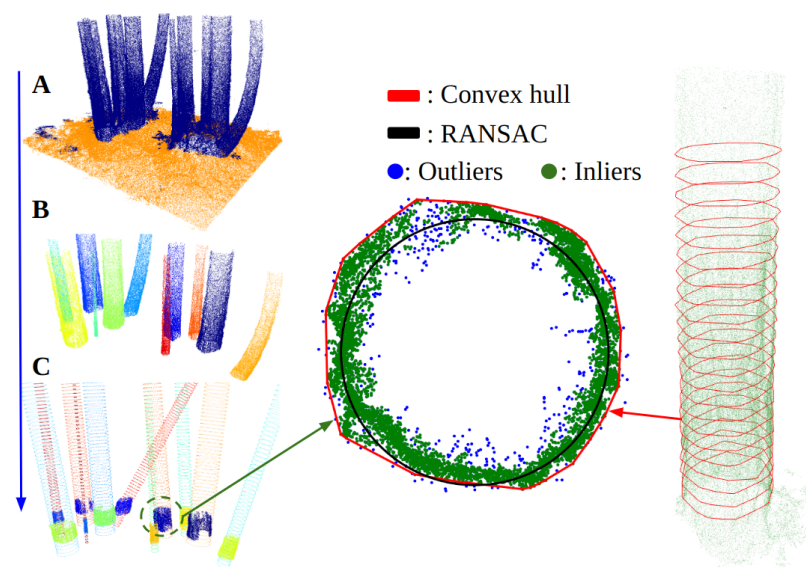 A
: Convex hull
: RANSAC
: Outliers : Inliers
B
C